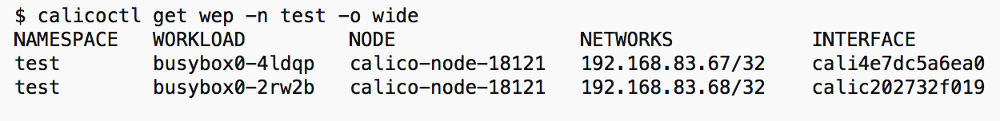 $ calicoctl get wep -n test -o wide
NAMESPACE   WORKLOAD         NODE                NETWORKS            INTERFACE
test        busybox0-4ldqp   calico-node-18121   192.168.83.67/32    cali4e7dc5a6ea0
test        busybox0-2rw2b   calico-node-18121   192.168.83.68/32    calic202732f019